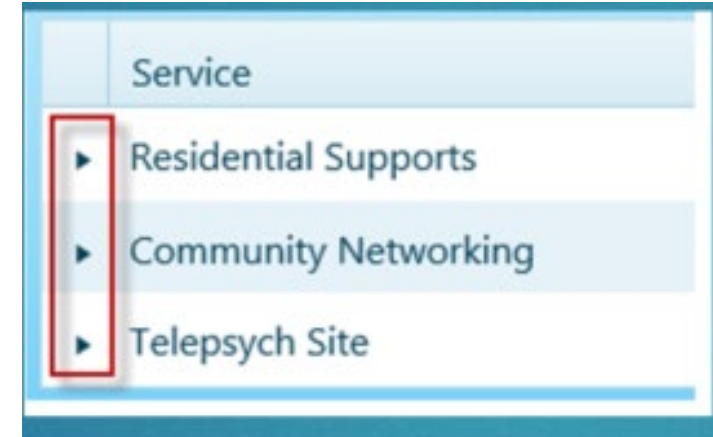 Service
Residential Supports
Community Networking
Telepsych Site